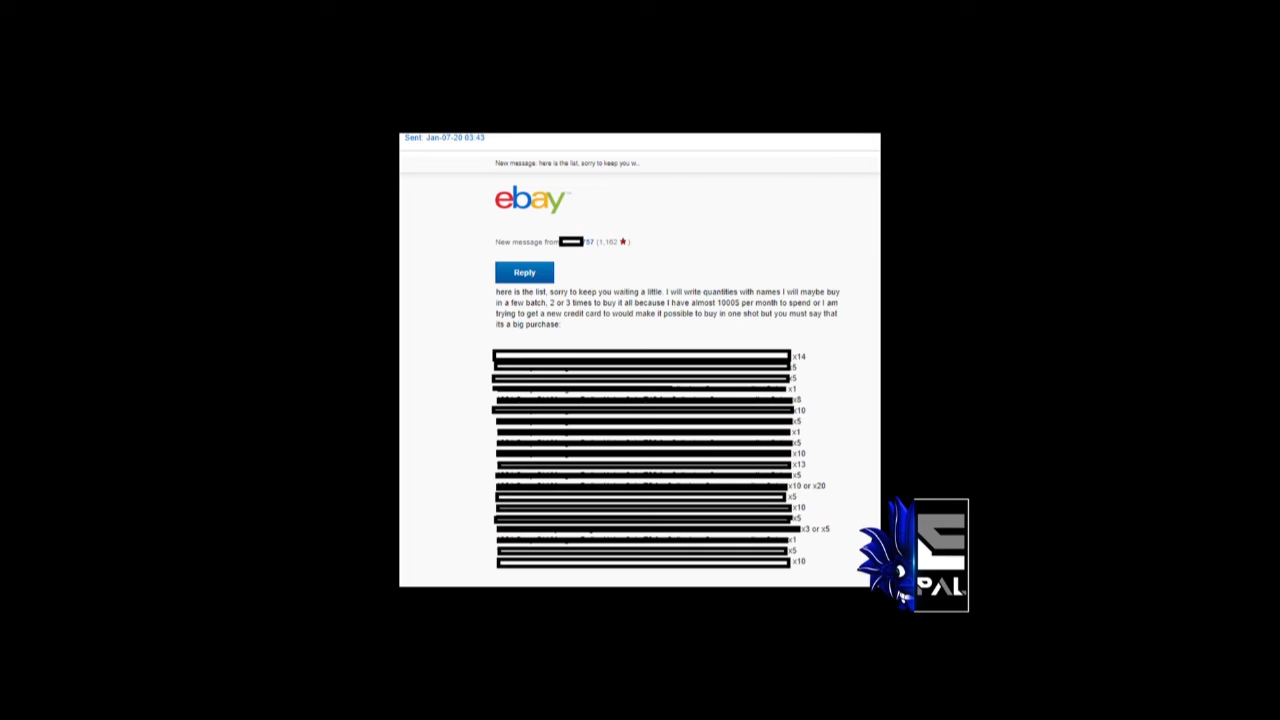 Sent: Jan-07-20 03:43
New message: here is the list, sorry to keep you w...
ebay
New message from 757 (1,162 ★)
Reply
here is the list, sorry to keep you waiting a little. I will write quantities with names I will maybe buy
in a few batch, 2 or 3 times to buy it all because I have almost 1000$ per month to spend or I am
trying to get a new credit card to would make it possible to buy in one shot but you must say that
its a big purchase:
x14
x5
x5
x1
x8
x10
x5
x1
x5
x10
x13
x5
x10 or x20
x5
x10
x5
x3 or x5
x1
x5
x10
PAL